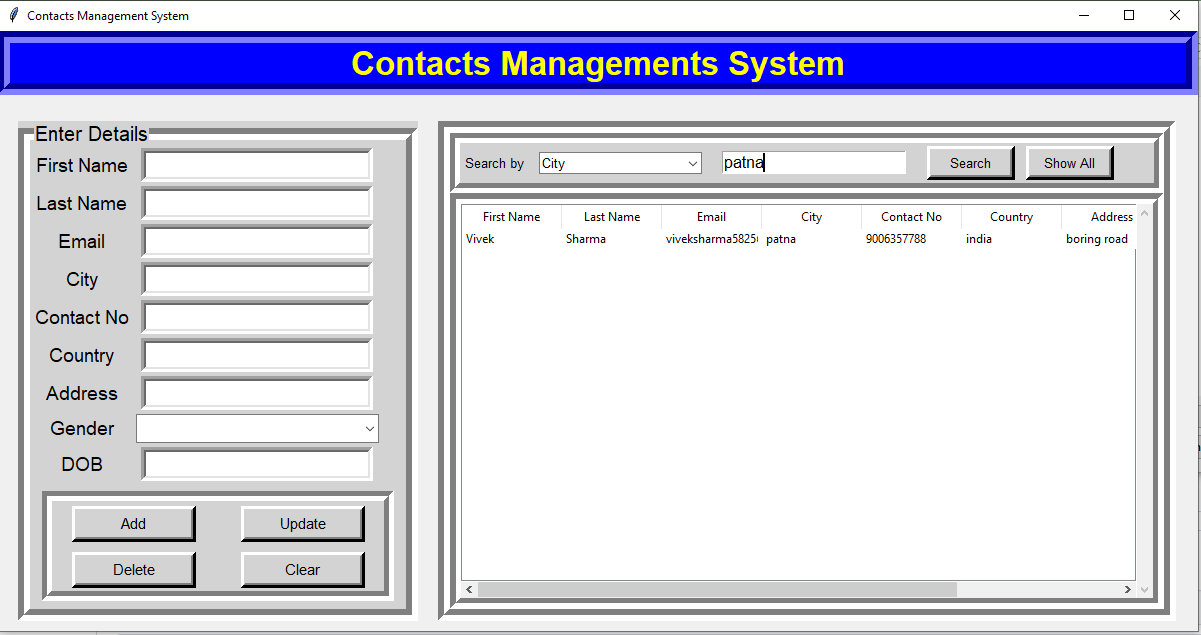 Contacts Management System
Contacts Managements System
Enter Details
First Name
Last Name
Email
City
Contact No
Country
Address
Gender
DOB
Add Update
Delete Clear
Search by City patna Search Show All
First Name Last Name Email City Contact No Country Address
Vivek Sharma viveksharma5825 patna 9006357788 india boring road